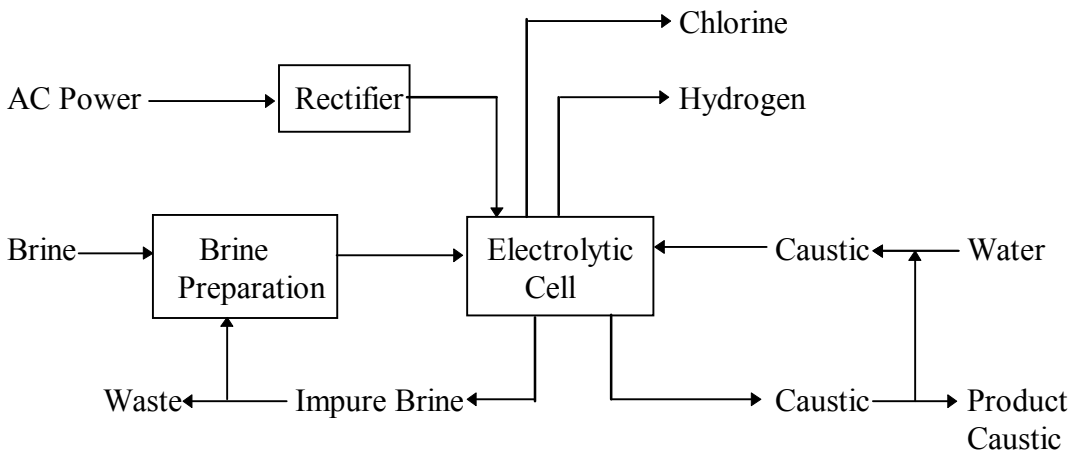 Chlorine
AC Power
Rectifier
Hydrogen
Brine
Brine
Preparation
Electrolytic
Cell
Caustic
Water
Waste
Impure Brine
Caustic
Product
Caustic